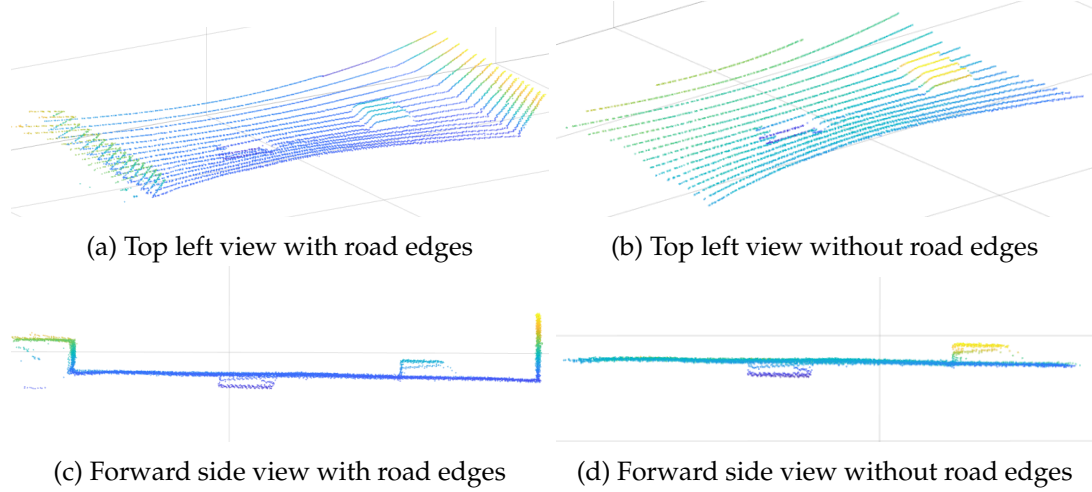 (a) Top left view with road edges
(b) Top left view without road edges
(c) Forward side view with road edges
(d) Forward side view without road edges